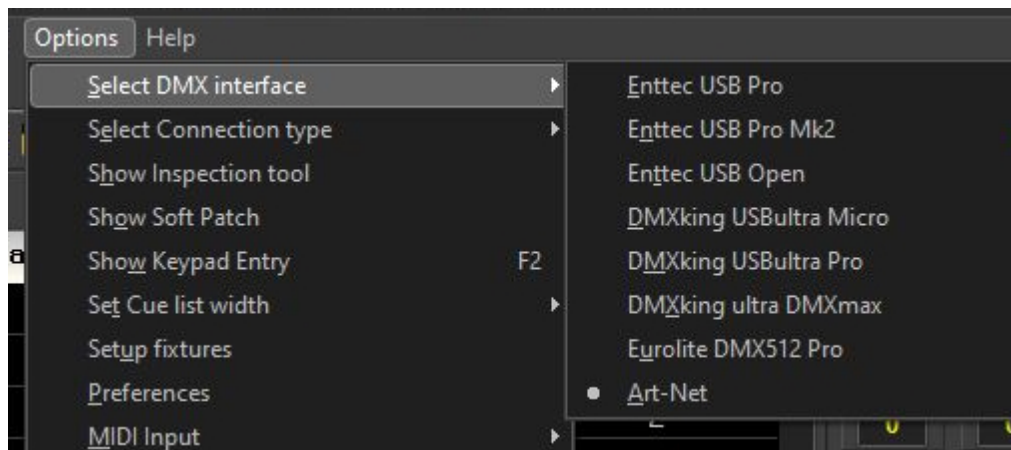 Options Help
Select DMX interface
Select Connection type
Show Inspection tool
Show Soft Patch
Show Keypad Entry F2
Set Cue list width
Setup fixtures
Preferences
MIDI Input
Enttec USB Pro
Enttec USB Pro Mk2
Enttec USB Open
DMXking USBultra Micro
DMXking USBultra Pro
DMXking ultra DMXmax
Eurolite DMX512 Pro
Art-Net